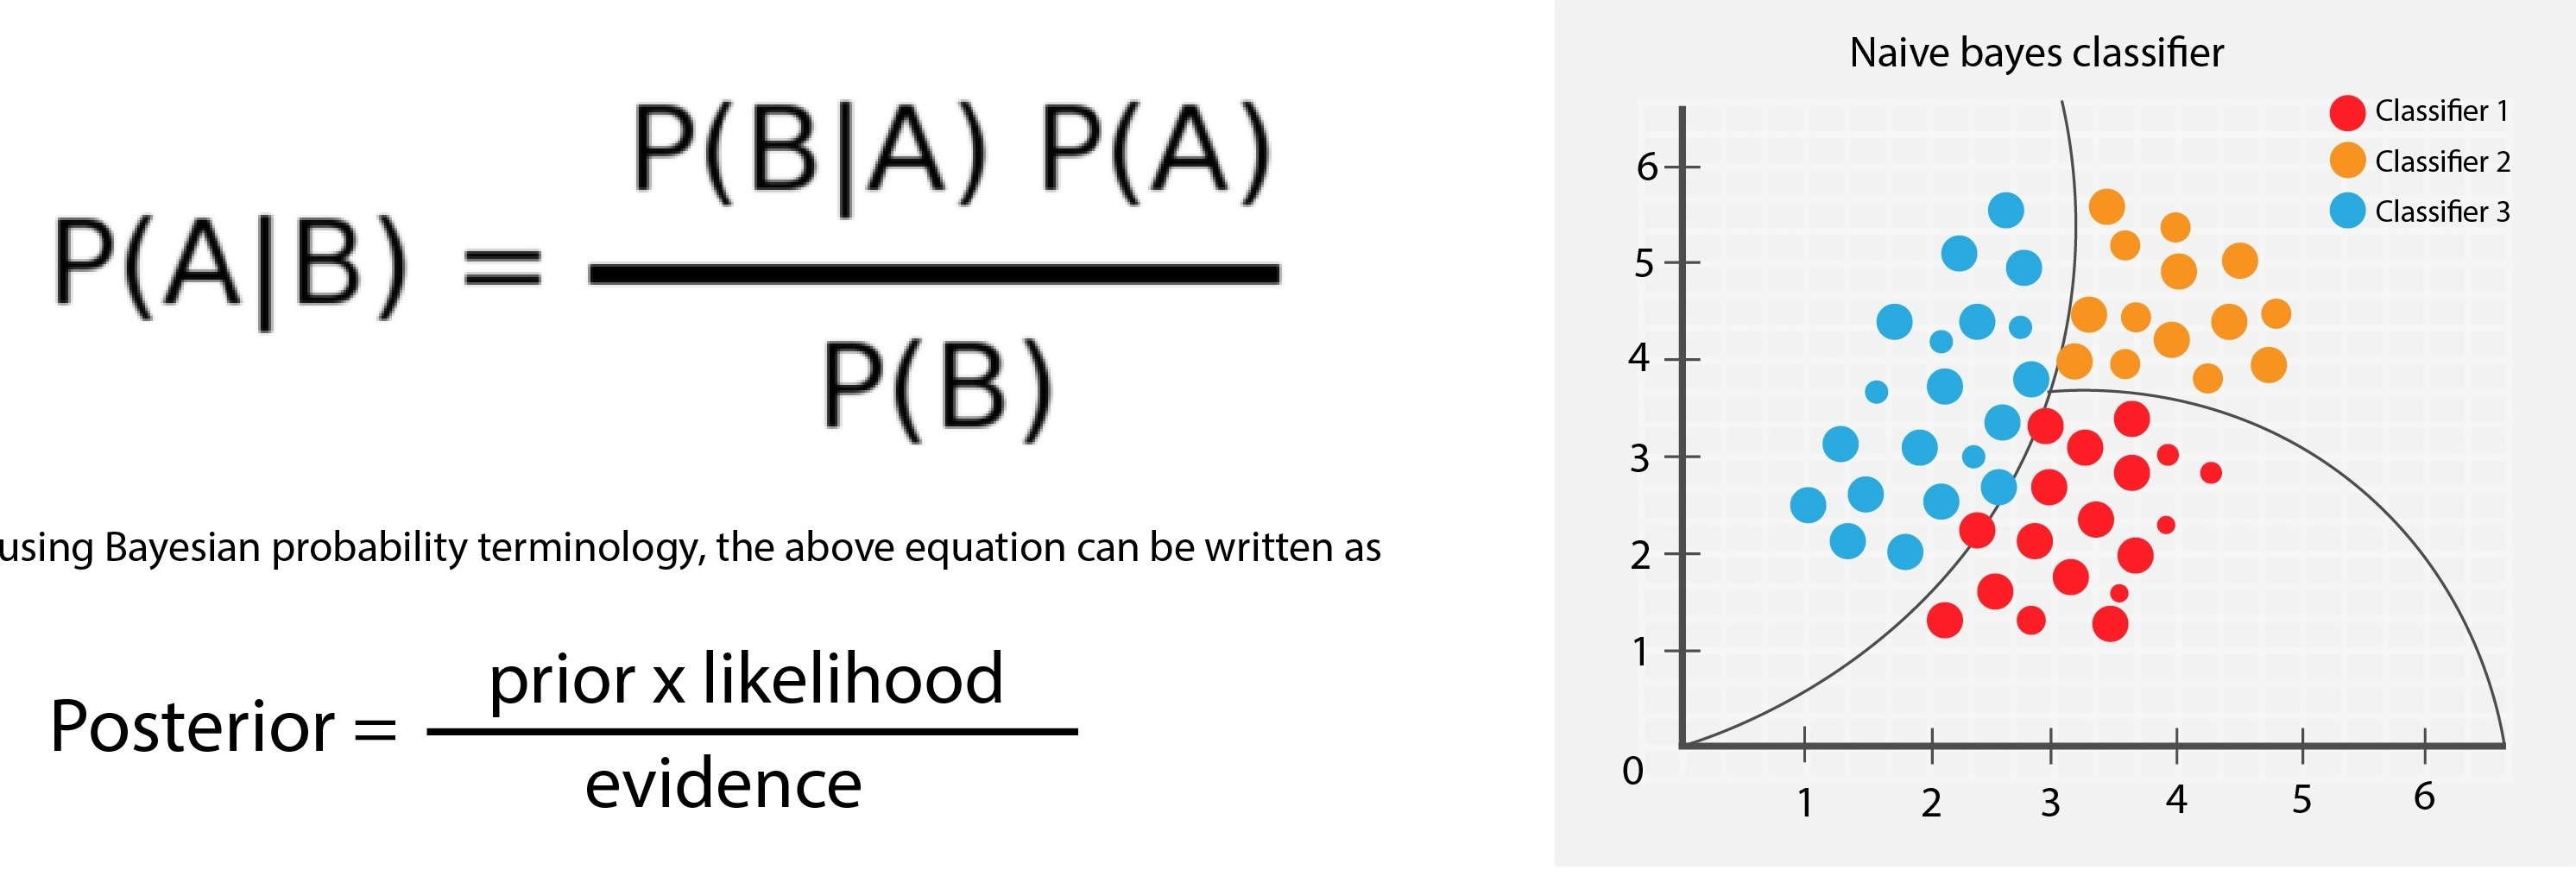 P(A|B) = P(B|A) P(A)
P(B)
using Bayesian probability terminology, the above equation can be written as
Posterior = prior x likelihood
evidence
Naive bayes classifier
Classifier 1
Classifier 2
Classifier 3
6
5
4
3
2
1
0
1 2 3 4 5 6